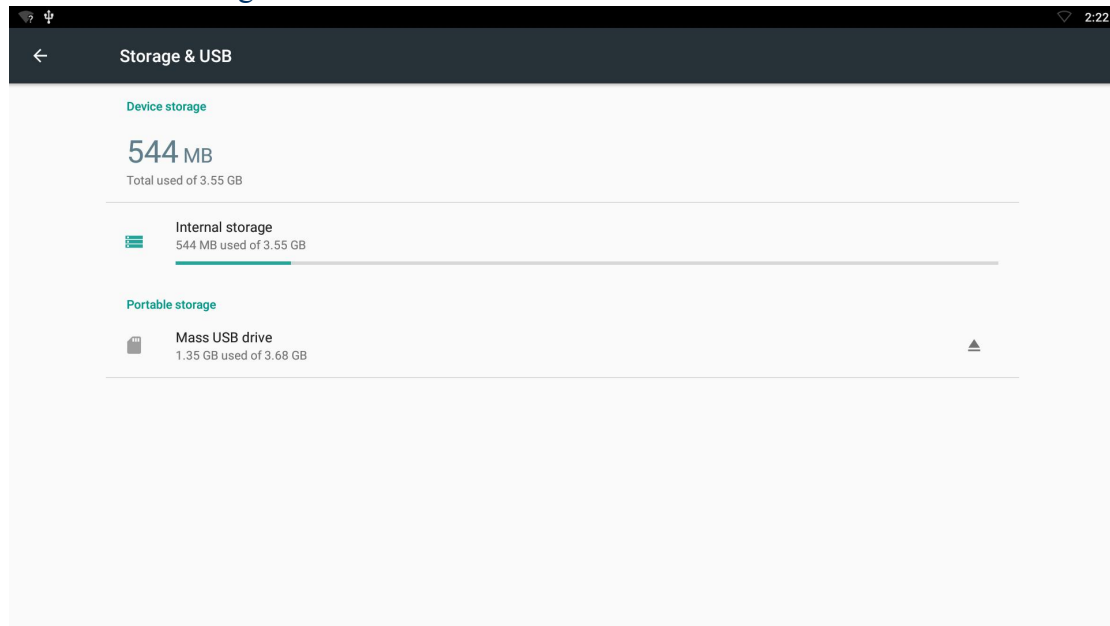 2:22
Storage & USB
Device storage
544 MB
Total used of 3.55 GB
Internal storage
544 MB used of 3.55 GB
Portable storage
Mass USB drive
1.35 GB used of 3.68 GB